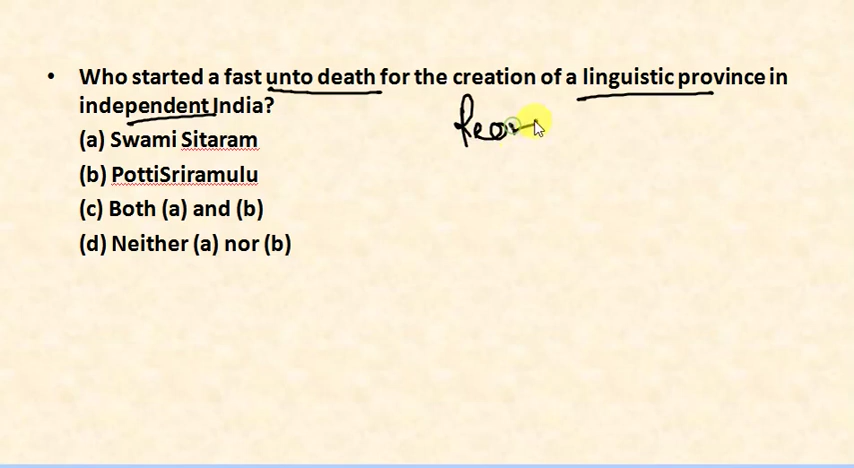 • Who started a fast unto death for the creation of a linguistic province in
independent India?
(a) Swami Sitaram
(b) PottiSriramulu
(c) Both (a) and (b)
(d) Neither (a) nor (b)